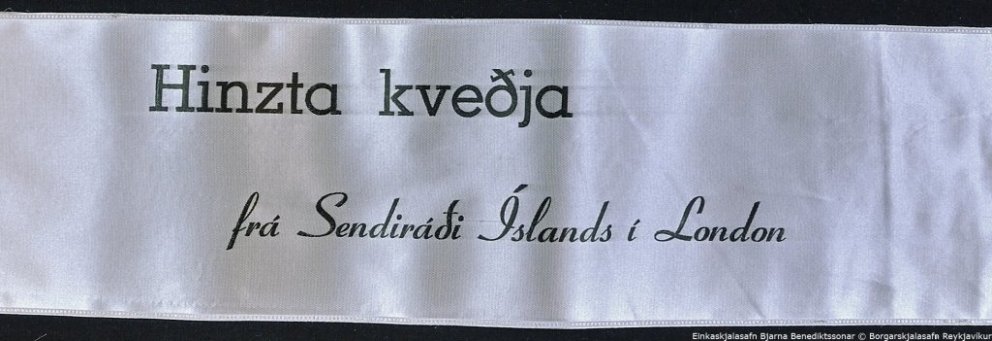 Hinzta kveðja
frá Sendiráði Íslands í London
Einkaskjalasafn Bjarna Benediktssonar © Borgarskjalasafn Reykjavíkur